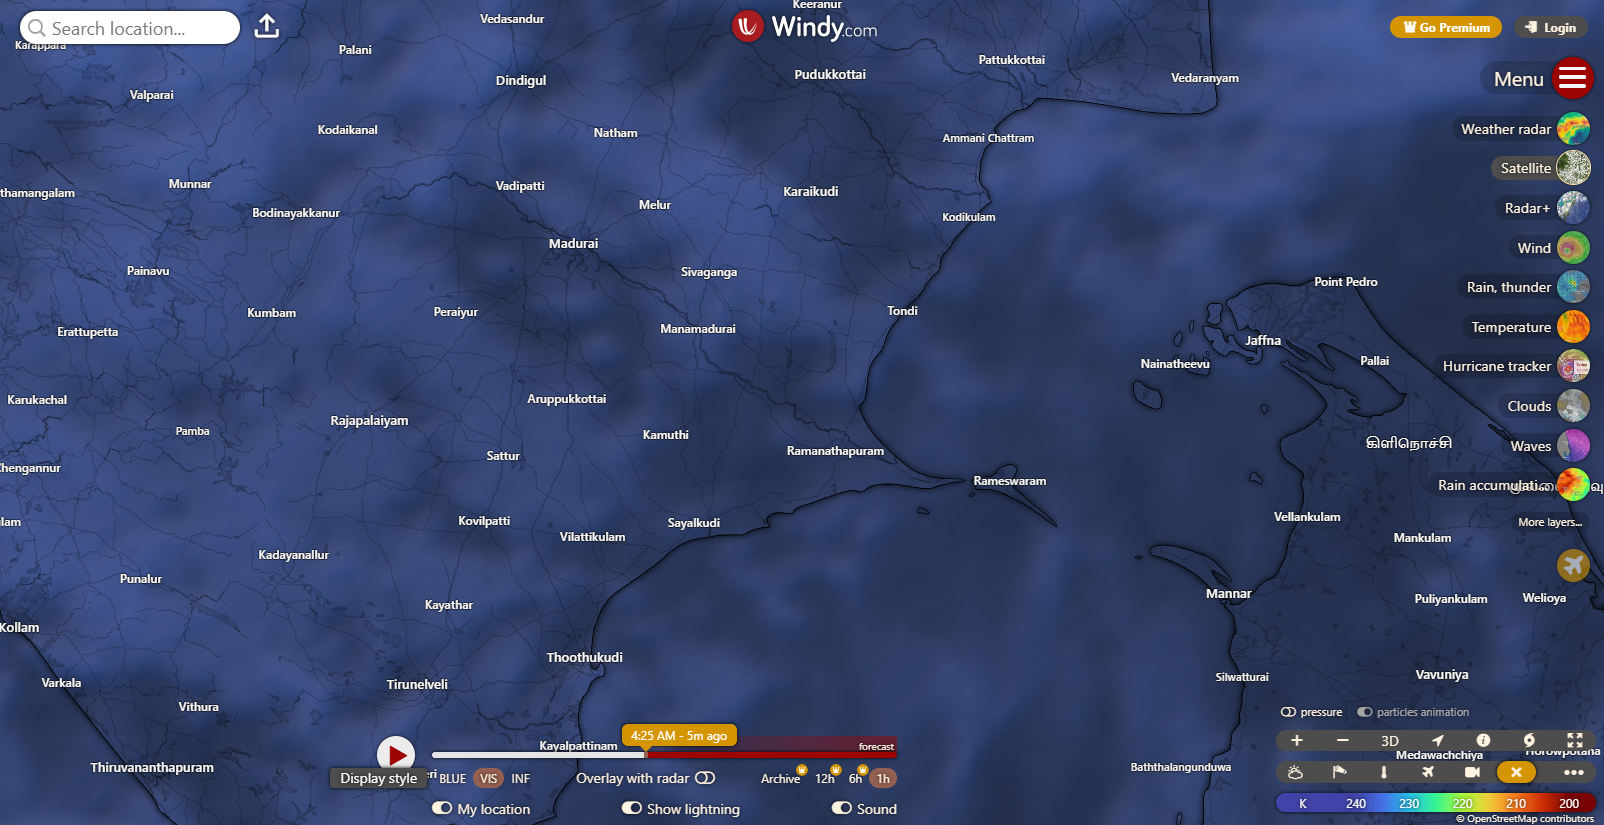 Search location...
Windy.com
Go Premium
Login
Menu
Weather radar
Satellite
Radar+
Wind
Rain, thunder
Temperature
Hurricane tracker
Clouds
Waves
Rain accumulati...
More layers...
Keeranur
Vedasandur
Karappara
Palani
Pattukkottai
Dindigul
Pudukkottai
Vedaranyam
Valparai
Kodaikanal
Natham
Ammani Chattram
Munnar
Vadipatti
Karaikudi
thamangalam
Melur
Bodinayakkanur
Kodikulam
Madurai
Painavu
Sivaganga
Point Pedro
Kumbam
Peraiyur
Tondi
Erattupetta
Manamadurai
Jaffna
Nainatheevu
Pallai
Karukachal
Aruppukkottai
Rajapalaiyam
Pamba
Kamuthi
கிளிநொச்சி
Sattur
Ramanathapuram
Chengannur
Rameswaram
lam
Kovilpatti
Sayalkudi
Vellankulam
Vilattikulam
Mankulam
Kadayanallur
Punalur
Mannar
Puliyankulam
Welioya
Kayathar
Kollam
Thoothukudi
Varkala
Tirunelveli
Silwatturai
Vavuniya
Vithura
Kayalpattinam
Thiruvananthapuram
Baththalangunduwa
Medawachchiya
Horowpotana
4:25 AM - 5m ago
forecast
Display style
eri
BLUE VIS INF
Overlay with radar
Archive 12h 6h 1h
My location
Show lightning
Sound
pressure
particles animation
+ − 3D
K 240 230 220 210 200
© OpenStreetMap contributors